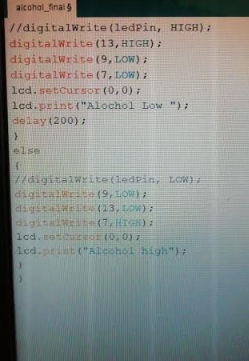 alcohol_final §
//digitalWrite(ledPin, HIGH);
digitalWrite(13,HIGH);
digitalWrite(9,LOW);
digitalWrite(7,LOW);
lcd.setCursor(0,0);
lcd.print("Alochol Low ");
delay(200);
}
else
{
//digitalWrite(ledPin, LOW);
digitalWrite(9,LOW);
digitalWrite(13,LOW);
digitalWrite(7,HIGH);
lcd.setCursor(0,0);
lcd.print("Alcohol high");
}
}